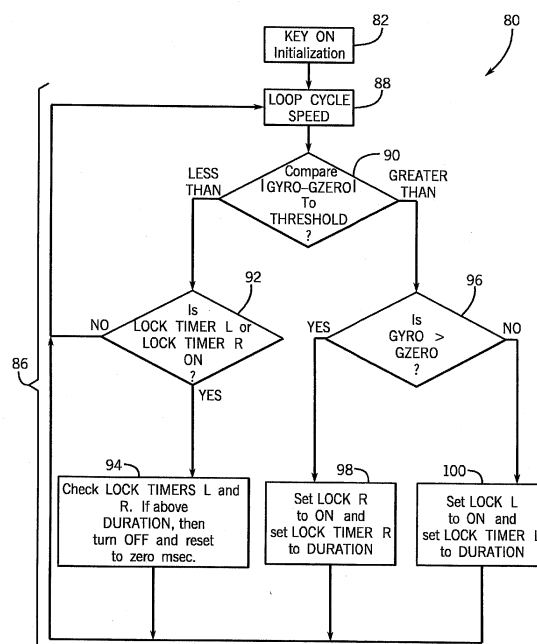 82
80
KEY ON
Initialization
88
LOOP CYCLE
SPEED
90
Compare
|GYRO-GZERO|
To
THRESHOLD
?
LESS
THAN
GREATER
THAN
92
Is
LOCK TIMER L or
LOCK TIMER R
ON
?
NO
YES
96
Is
GYRO >
GZERO
?
YES
NO
86
94
Check LOCK TIMERS L and
R. If above
DURATION, then
turn OFF and reset
to zero msec.
98
Set LOCK R
to ON and
set LOCK TIMER R
to DURATION
100
Set LOCK L
to ON and
set LOCK TIMER L
to DURATION